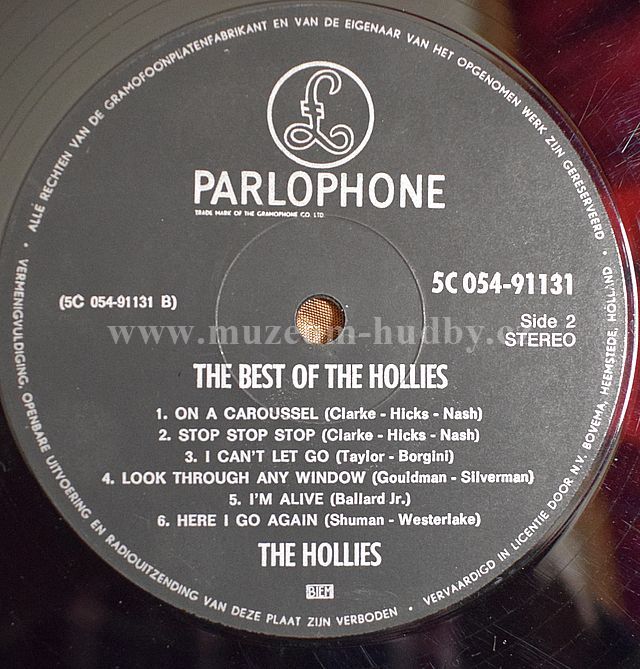 ALLE RECHTEN VAN DE GRAMOFOONPLATENFABRIKANT EN VAN DE EIGENAAR VAN HET OPGENOMEN WERK ZIJN GERESERVEERD
£
PARLOPHONE
TRADE MARK OF THE GRAMOPHONE CO. LTD.
5C 054-91131
(5C 054-91131 B)
Side 2
STEREO
THE BEST OF THE HOLLIES
1. ON A CAROUSSEL (Clarke - Hicks - Nash)
2. STOP STOP STOP (Clarke - Hicks - Nash)
3. I CAN'T LET GO (Taylor - Borgini)
4. LOOK THROUGH ANY WINDOW (Gouldman - Silverman)
5. I'M ALIVE (Ballard Jr.)
6. HERE I GO AGAIN (Shuman - Westerlake)
THE HOLLIES
BIEM
• VERMENIGVULDIGING, OPENBARE UITVOERING EN RADIOUITZENDING VAN DEZE PLAAT ZIJN VERBODEN •
VERVAARDIGD IN LICENTIE DOOR N.V. BOVEMA, HEEMSTEDE, HOLLAND •